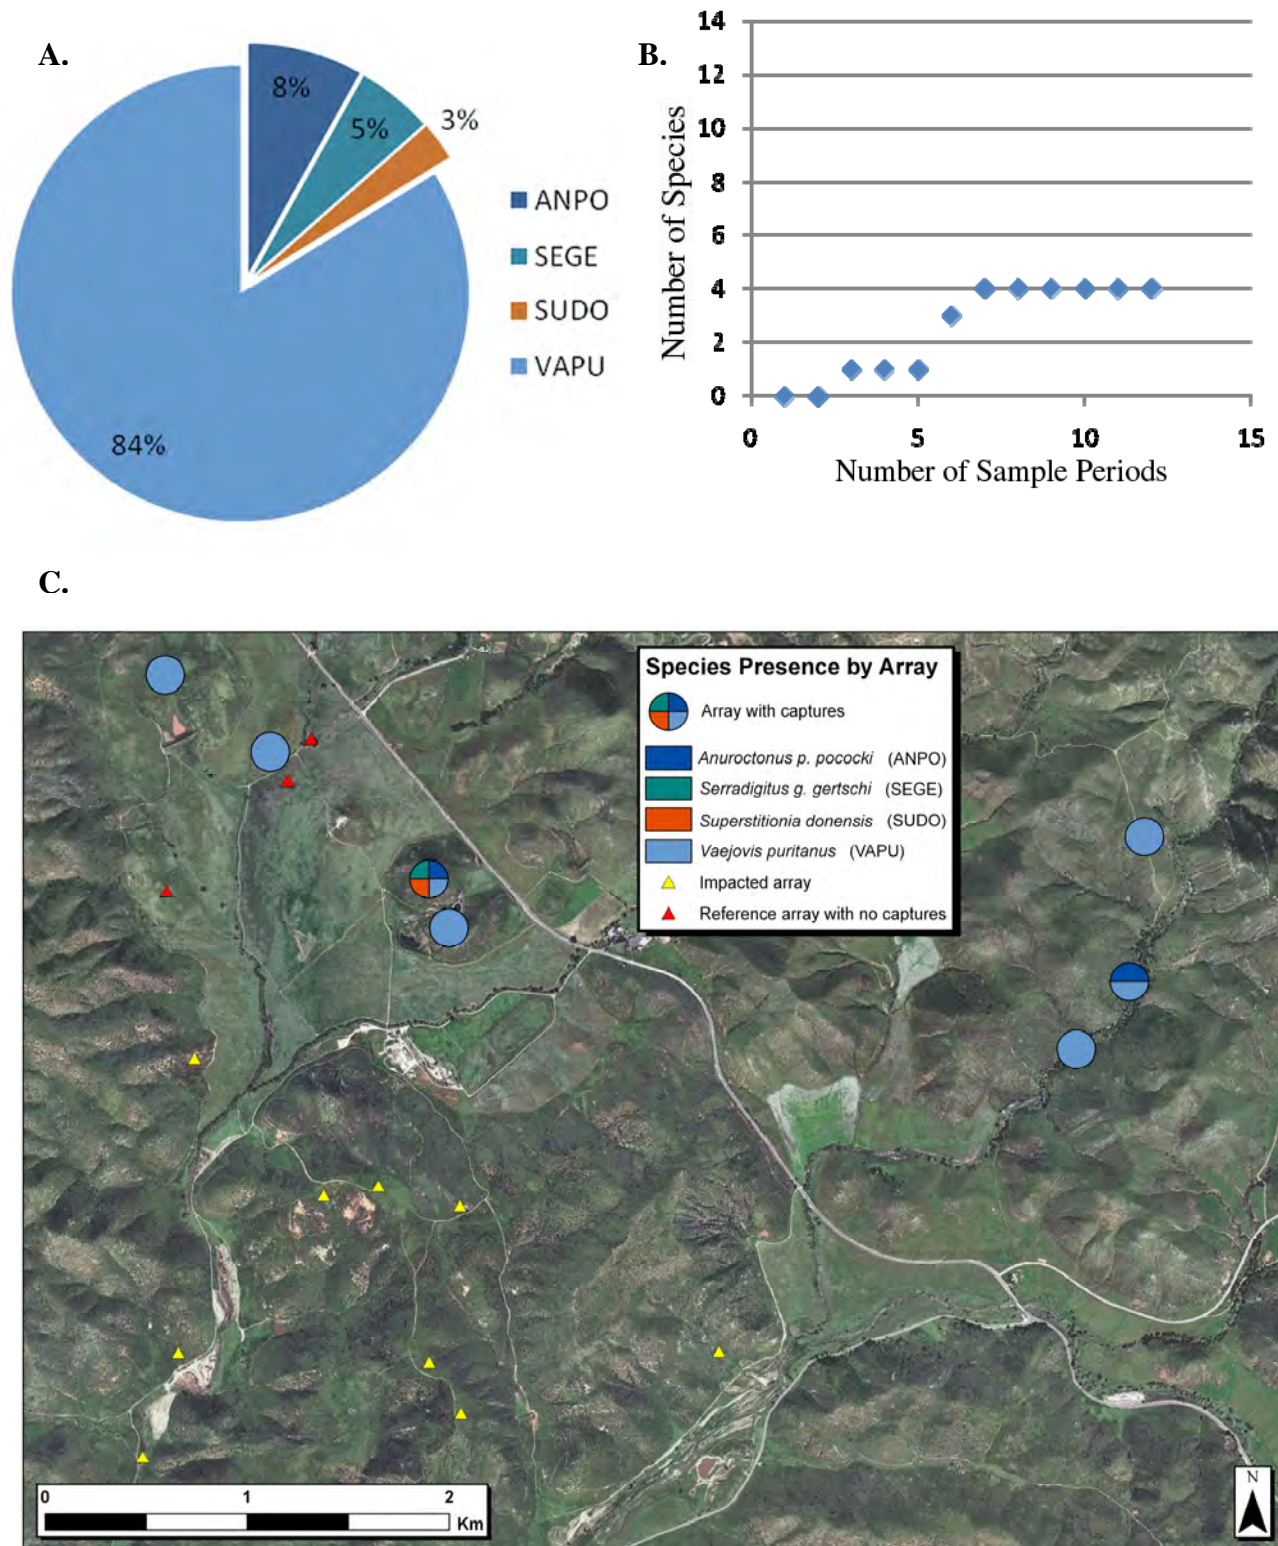 A.
8%
5%
3%
84%
ANPO
SEGE
SUDO
VAPU
B.
Number of Species
14
12
10
8
6
4
2
0
0 5 10 15
Number of Sample Periods
C.
Species Presence by Array
Array with captures
Anuroctonus p. pococki (ANPO)
Serradigitus g. gertschi (SEGE)
Superstitionia donensis (SUDO)
Vaejovis puritanus (VAPU)
Impacted array
Reference array with no captures
0 1 2
Km
N